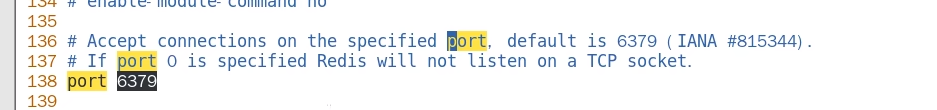 134 # enable-module-command no
135
136 # Accept connections on the specified port, default is 6379 (IANA #815344).
137 # If port 0 is specified Redis will not listen on a TCP socket.
138 port 6379
139